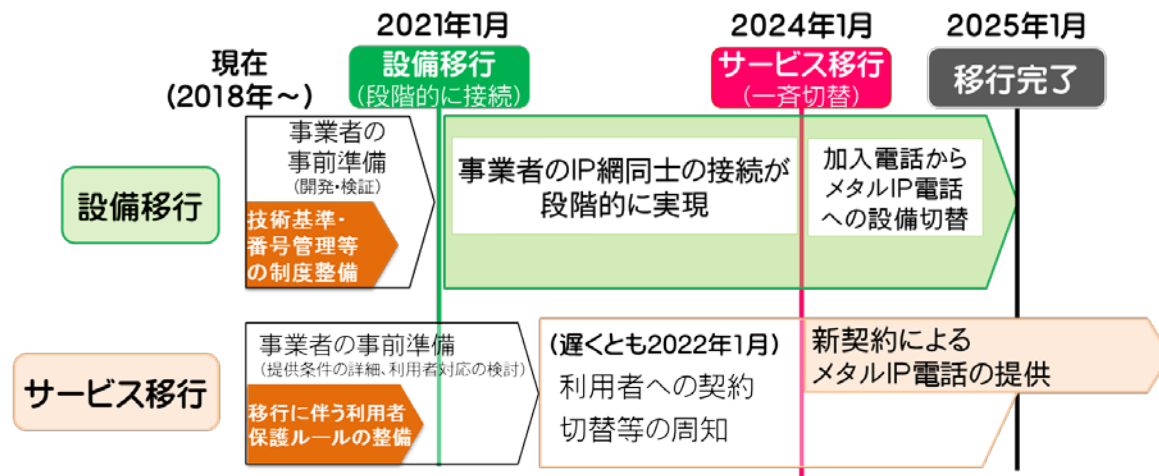 2021年1月
2024年1月
2025年1月
現在
(2018年～)
設備移行
(段階的に接続)
サービス移行
(一斉切替)
移行完了
設備移行
事業者の
事前準備
(開発・検証)
技術基準・
番号管理等
の制度整備
事業者のIP網同士の接続が
段階的に実現
加入電話から
メタルIP電話
への設備切替
サービス移行
事業者の事前準備
(提供条件の詳細、利用者対応の検討)
移行に伴う利用者
保護ルールの整備
(遅くとも2022年1月)
利用者への契約
切替等の周知
新契約による
メタルIP電話の提供